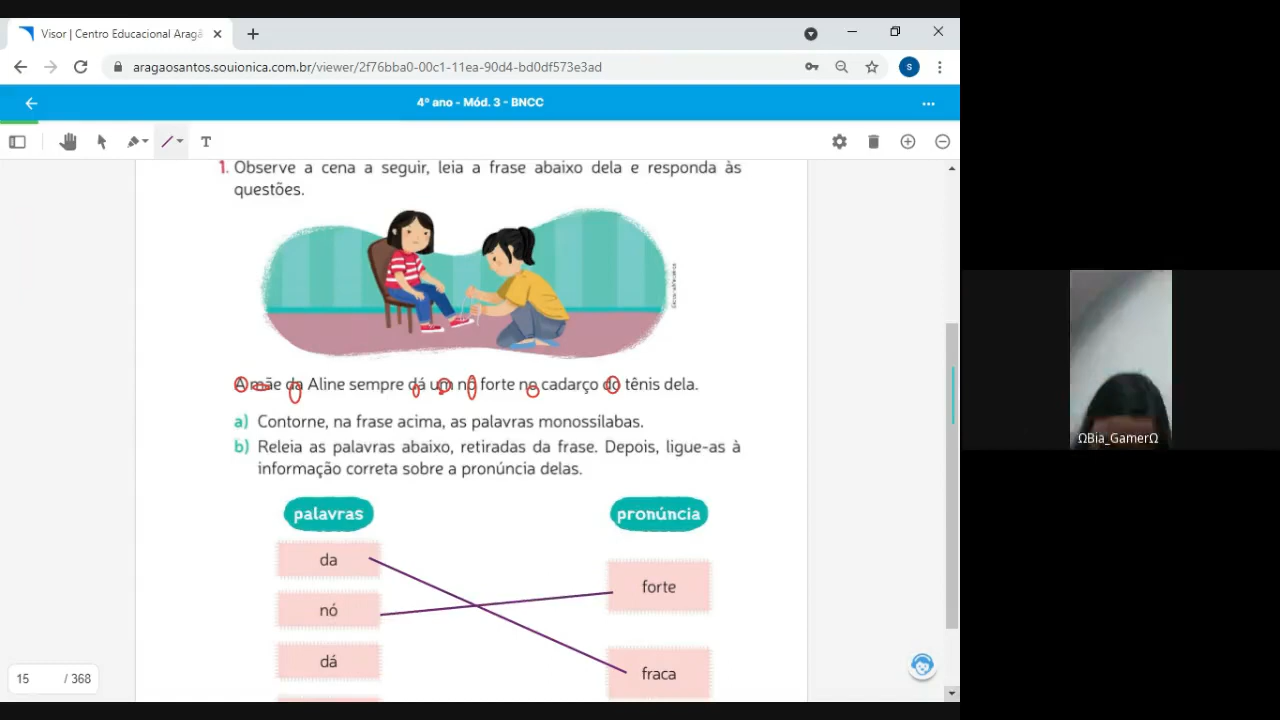 Visor | Centro Educacional Aragã
aragaosantos.souionica.com.br/viewer/2f76bba0-00c1-11ea-90d4-bd0df573e3ad
s
4º ano - Mód. 3 - BNCC
T
1. Observe a cena a seguir, leia a frase abaixo dela e responda às
questões.
A mãe da Aline sempre dá um nó forte no cadarço do tênis dela.
a) Contorne, na frase acima, as palavras monossílabas.
b) Releia as palavras abaixo, retiradas da frase. Depois, ligue-as à
informação correta sobre a pronúncia delas.
palavras
pronúncia
da
forte
nó
dá
fraca
15 / 368
ΩBia_GamerΩ